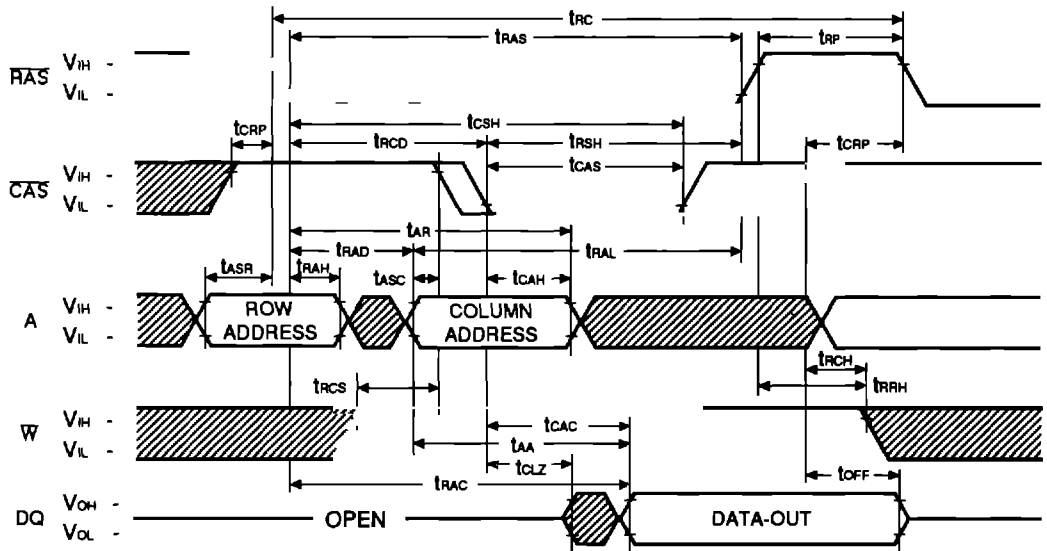 tRC
tRAS
tRP
RAS
VIH -
VIL -
tCSH
tCRP
tRCD
tRSH
tCRP
tCAS
CAS
VIH -
VIL -
tAR
tRAD
tRAL
tASR
tRAH
tASC
tCAH
A
VIH -
VIL -
ROW
ADDRESS
COLUMN
ADDRESS
tRCH
tRCS
tRRH
W
VIH -
VIL -
tCAC
tAA
tCLZ
tOFF
tRAC
DQ
VOH -
VOL -
OPEN
DATA-OUT